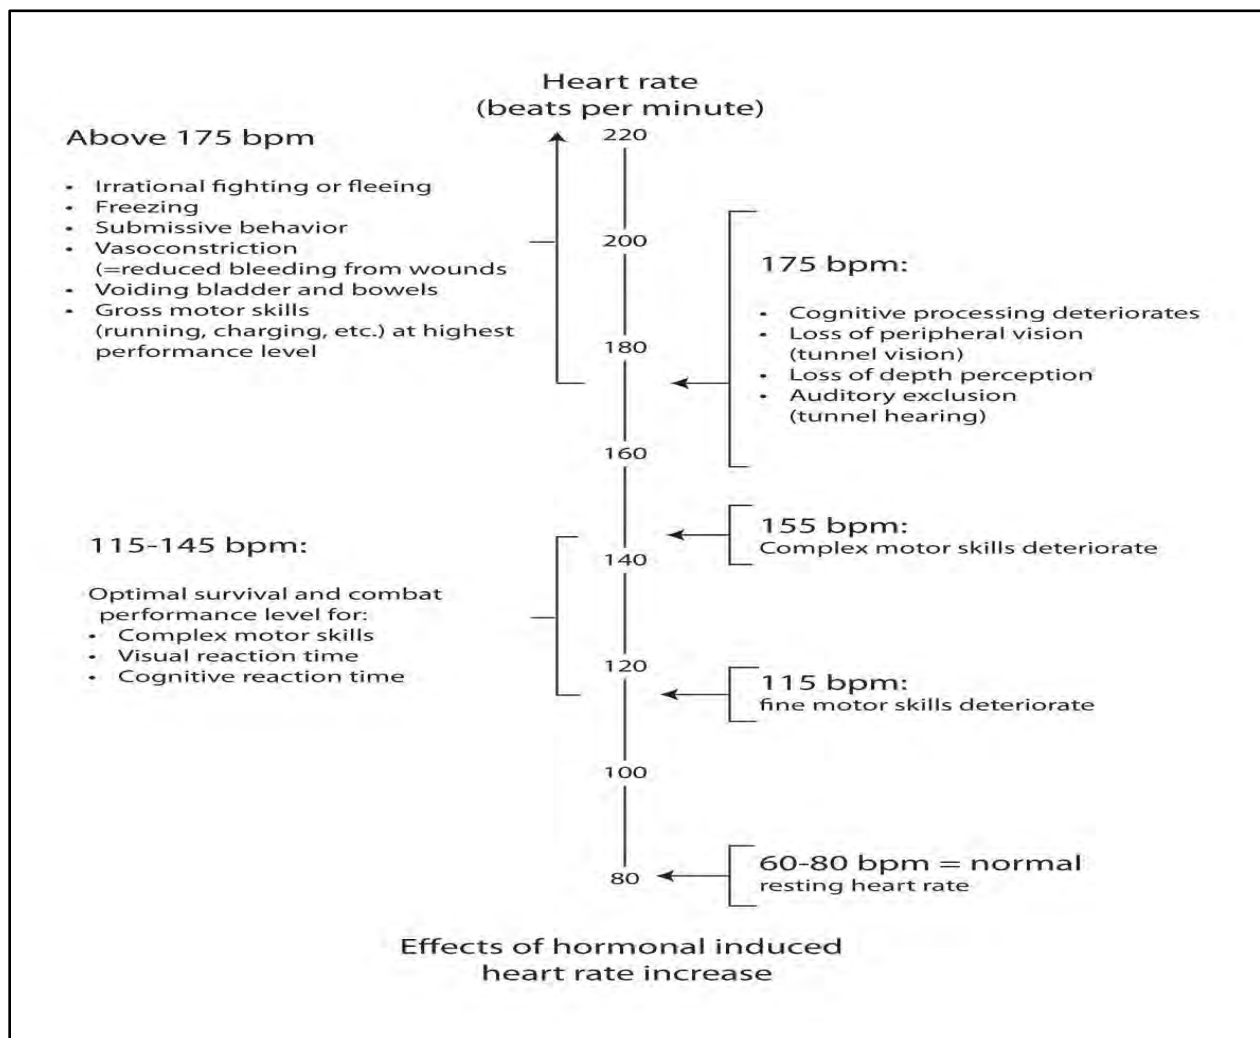 Heart rate
(beats per minute)
Above 175 bpm
• Irrational fighting or fleeing
• Freezing
• Submissive behavior
• Vasoconstriction
(=reduced bleeding from wounds
• Voiding bladder and bowels
• Gross motor skills
(running, charging, etc.) at highest
performance level
115-145 bpm:
Optimal survival and combat
performance level for:
• Complex motor skills
• Visual reaction time
• Cognitive reaction time
220
200
180
160
140
120
100
80
175 bpm:
• Cognitive processing deteriorates
• Loss of peripheral vision
(tunnel vision)
• Loss of depth perception
• Auditory exclusion
(tunnel hearing)
155 bpm:
Complex motor skills deteriorate
115 bpm:
fine motor skills deteriorate
60-80 bpm = normal
resting heart rate
Effects of hormonal induced
heart rate increase